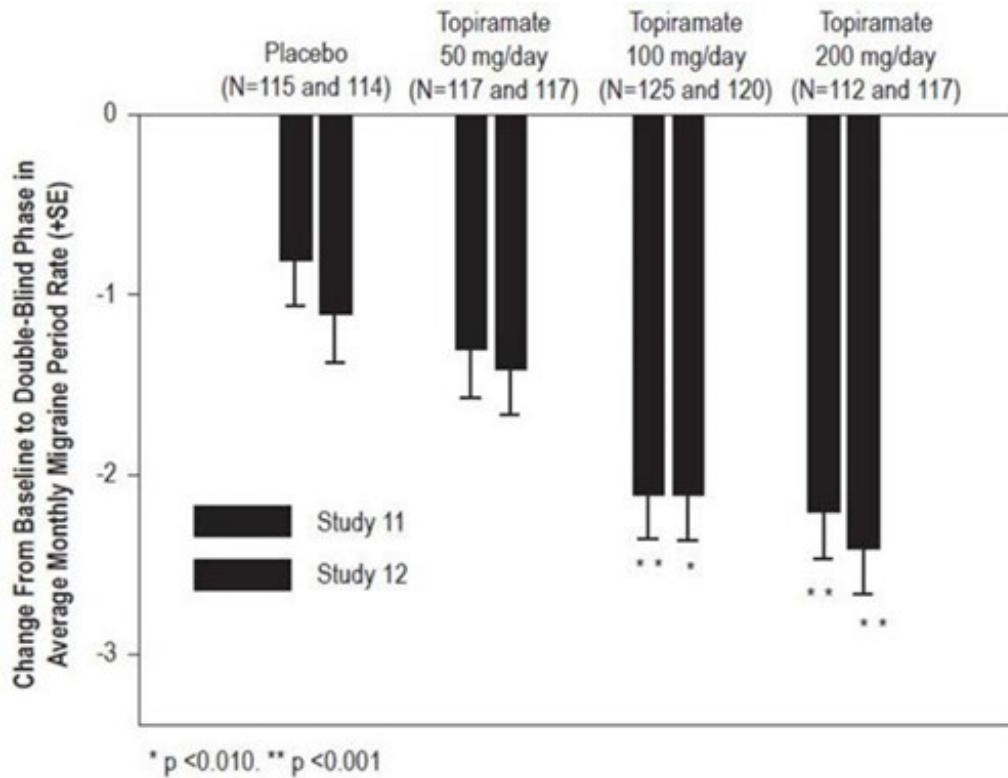 Placebo
(N=115 and 114)
Topiramate
50 mg/day
(N=117 and 117)
Topiramate
100 mg/day
(N=125 and 120)
Topiramate
200 mg/day
(N=112 and 117)
Change From Baseline to Double-Blind Phase in
Average Monthly Migraine Period Rate (+SE)
0
-1
-2
-3
Study 11
Study 12
* *
*
* *
* *
* p <0.010. ** p <0.001